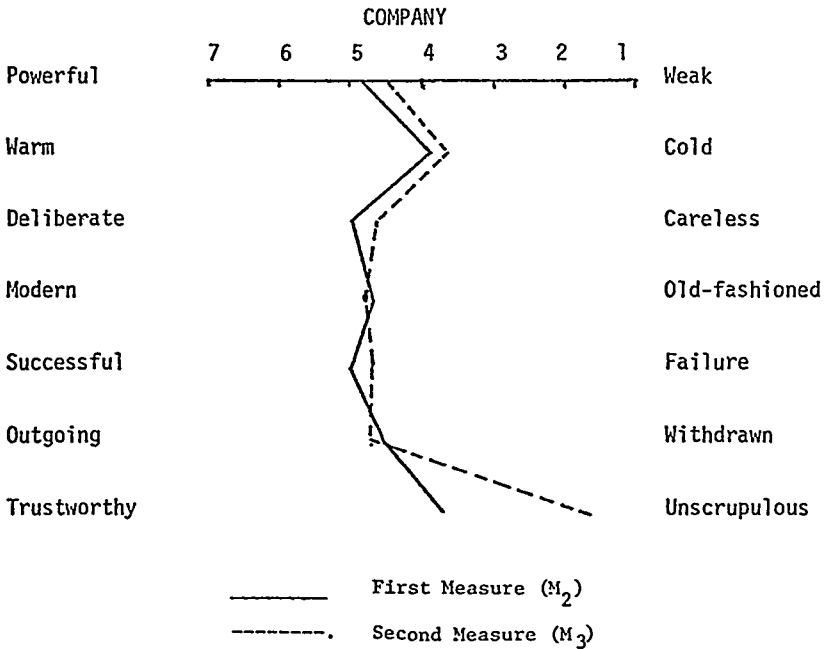 COMPANY
7 6 5 4 3 2 1
Powerful Weak
Warm Cold
Deliberate Careless
Modern Old-fashioned
Successful Failure
Outgoing Withdrawn
Trustworthy Unscrupulous
First Measure (M2)
Second Measure (M3)